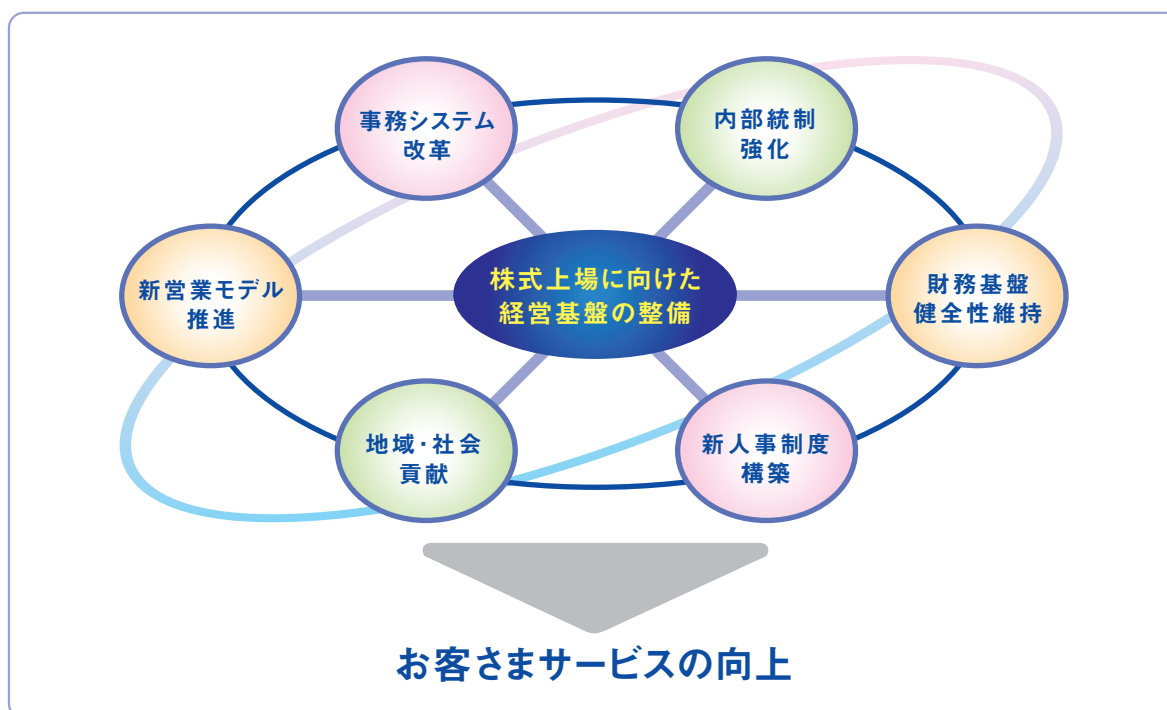 事務システム
改革
内部統制
強化
新営業モデル
推進
株式上場に向けた
経営基盤の整備
財務基盤
健全性維持
地域・社会
貢献
新人事制度
構築
お客さまサービスの向上